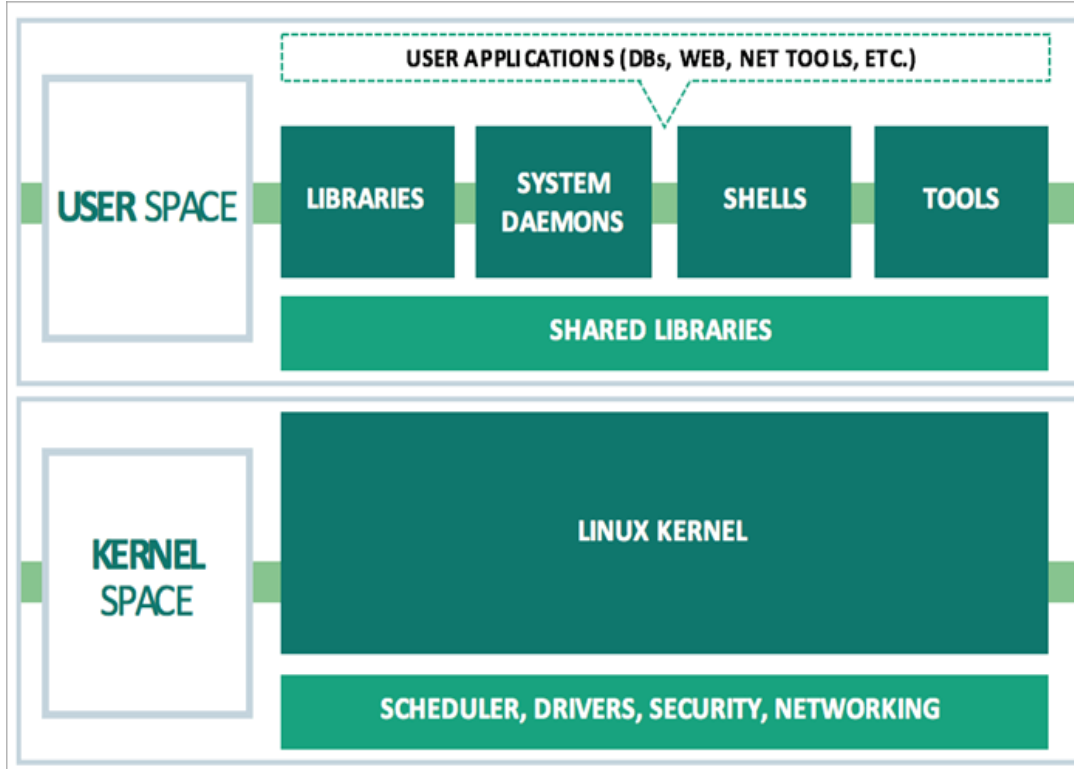 USER APPLICATIONS (DBs, WEB, NET TOOLS, ETC.)
USER SPACE
LIBRARIES
SYSTEM
DAEMONS
SHELLS
TOOLS
SHARED LIBRARIES
KERNEL
SPACE
LINUX KERNEL
SCHEDULER, DRIVERS, SECURITY, NETWORKING